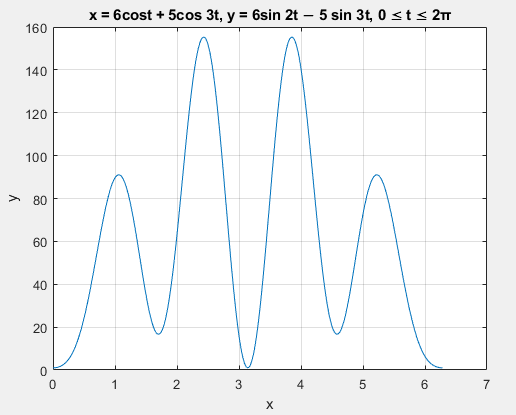 x = 6cost + 5cos 3t, y = 6sin 2t − 5 sin 3t, 0 ≤ t ≤ 2π
160
140
120
100
80
60
40
20
0
y
0 1 2 3 4 5 6 7
x